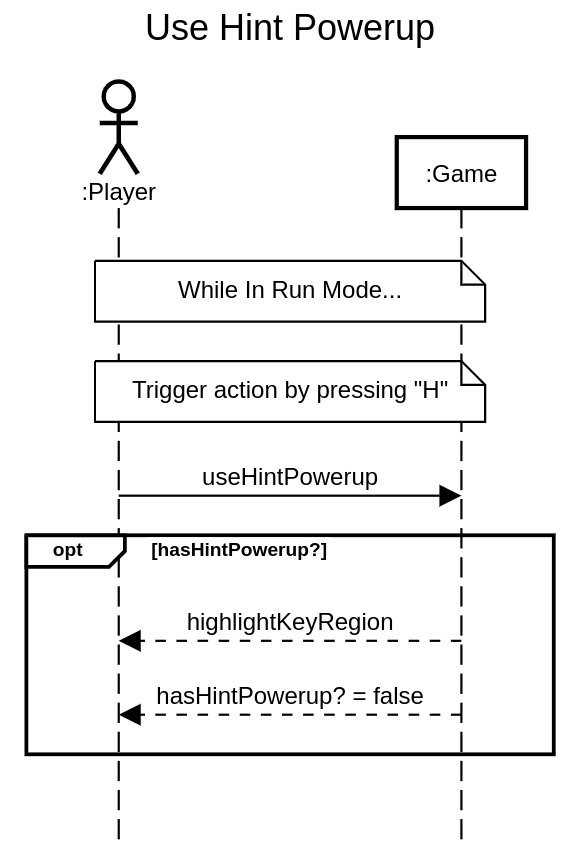 Use Hint Powerup
:Player
:Game
While In Run Mode...
Trigger action by pressing "H"
useHintPowerup
opt
[hasHintPowerup?]
highlightKeyRegion
hasHintPowerup? = false